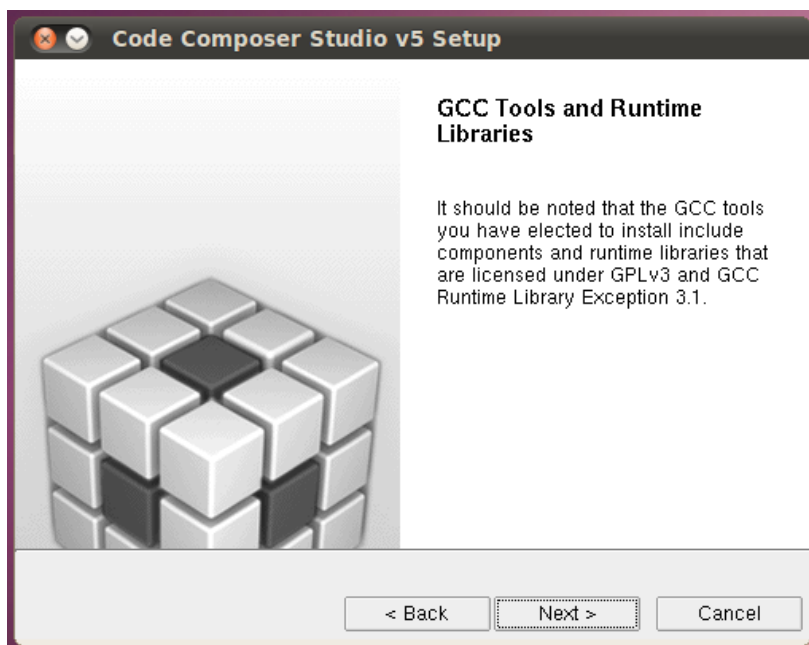 Code Composer Studio v5 Setup
GCC Tools and Runtime
Libraries
It should be noted that the GCC tools
you have elected to install include
components and runtime libraries that
are licensed under GPLv3 and GCC
Runtime Library Exception 3.1.
< Back Next > Cancel